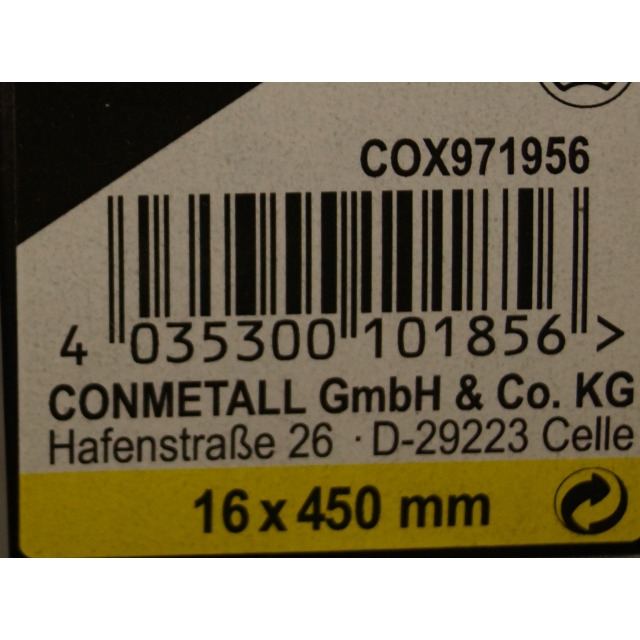 COX971956
4 035300 101856 >
CONMETALL GmbH & Co. KG
Hafenstraße 26 · D-29223 Celle
16 x 450 mm